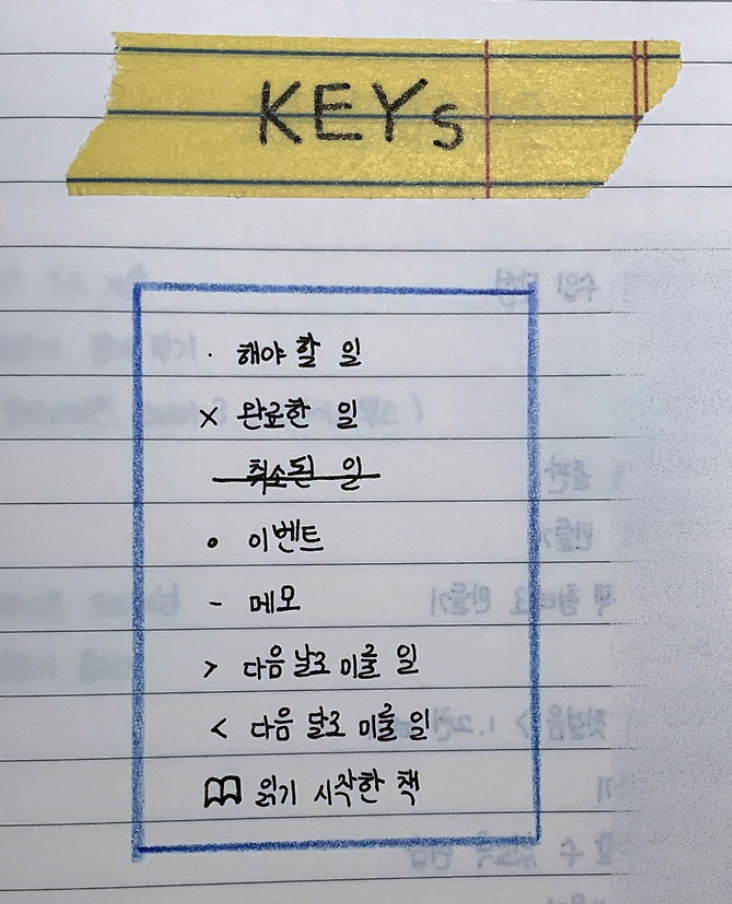 KEYs
· 해야 할 일
x 완료한 일
취소된 일
∘ 이벤트
- 메모
> 다음 날로 미룰 일
< 다음 달로 미룰 일
읽기 시작한 책